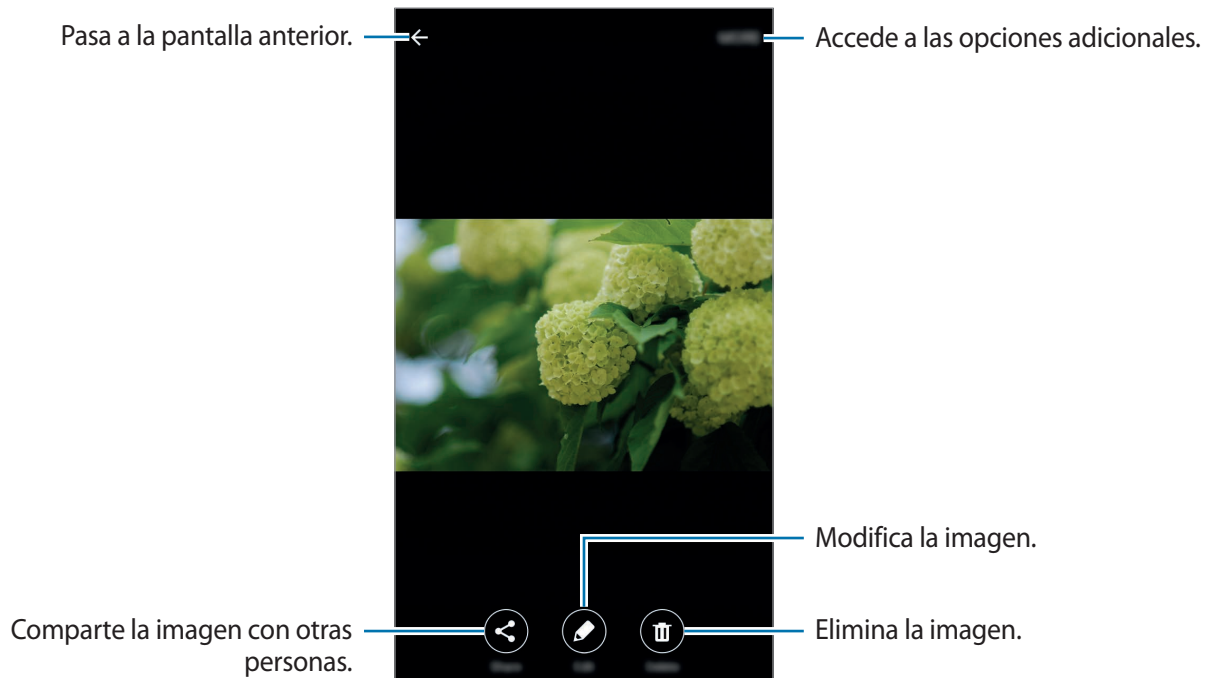 Pasa a la pantalla anterior.
Accede a las opciones adicionales.
Modifica la imagen.
Comparte la imagen con otras
personas.
Elimina la imagen.